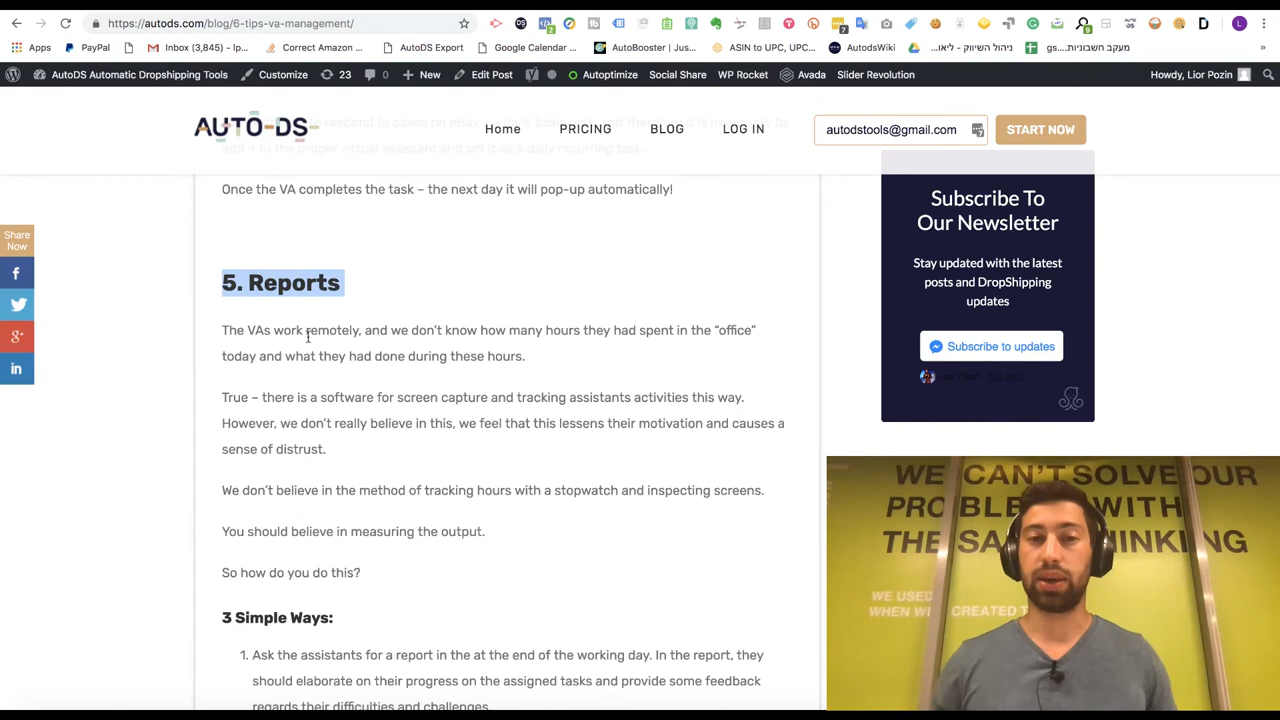 https://autods.com/blog/6-tips-va-management/
Apps
PayPal
Inbox (3,845) - lp...
Correct Amazon ...
AutoDS Export
Google Calendar ...
AutoBooster | Jus...
ASIN to UPC, UPC...
AutodsWiki
ניהול השיווק - ליאו...
מעקב חשבוניות.gs...
»
AutoDS Automatic Dropshipping Tools
Customize
23
0
New
Edit Post
Autoptimize
Social Share
WP Rocket
Avada
Slider Revolution
Howdy, Lior Pozin
AUTO-DS
Home
PRICING
BLOG
LOG IN
autodstools@gmail.com
START NOW
Once the VA completes the task – the next day it will pop-up automatically!
Share
Now
5. Reports
The VAs work remotely, and we don't know how many hours they had spent in the “office”
today and what they had done during these hours.
True – there is a software for screen capture and tracking assistants activities this way.
However, we don't really believe in this, we feel that this lessens their motivation and causes a
sense of distrust.
We don't believe in the method of tracking hours with a stopwatch and inspecting screens.
You should believe in measuring the output.
So how do you do this?
3 Simple Ways:
1. Ask the assistants for a report in the at the end of the working day. In the report, they
should elaborate on their progress on the assigned tasks and provide some feedback
regards their difficulties and challenges.
Subscribe To
Our Newsletter
Stay updated with the latest
posts and DropShipping
updates
Subscribe to updates
Lior Pozin
WE CAN'T SOLVE OUR
PROBLEMS WITH
THE SA HINKING
WE USED
WHEN WE CREATED T